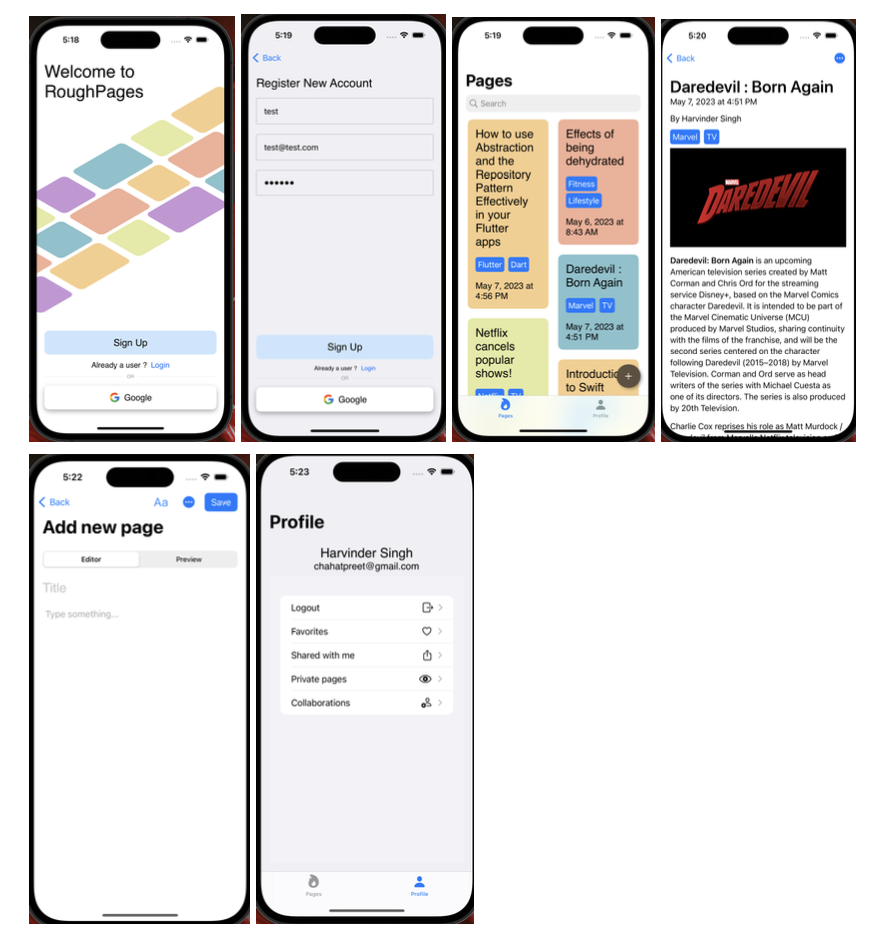 5:18
Welcome to
RoughPages
Sign Up
Already a user ? Login
OR
Google
5:19
Back
Register New Account
test
test@test.com
••••••
Sign Up
Already a user ? Login
OR
Google
5:19
Pages
Search
How to use
Abstraction
and the
Repository
Pattern
Effectively
in your
Flutter
apps
Flutter Dart
May 7, 2023 at
4:56 PM
Netflix
cancels
popular
shows!
Netflix TV
Effects of
being
dehydrated
Fitness
Lifestyle
May 6, 2023 at
8:43 AM
Daredevil :
Born Again
Marvel TV
May 7, 2023 at
4:51 PM
to Swift
+
Pages Profile
5:20
Back
Daredevil : Born Again
May 7, 2023 at 4:51 PM
By Harvinder Singh
Marvel TV
MARVEL
DAREDEVIL
Daredevil: Born Again is an upcoming
American television series created by Matt
Corman and Chris Ord for the streaming
service Disney+, based on the Marvel Comics
character Daredevil. It is intended to be part of
the Marvel Cinematic Universe (MCU)
produced by Marvel Studios, sharing continuity
with the films of the franchise, and will be the
second series centered on the character
following Daredevil (2015–2018) by Marvel
Television. Corman and Ord serve as head
writers of the series with Michael Cuesta as
one of its directors. The series is also produced
by 20th Television.
Charlie Cox reprises his role as Matt Murdock /
5:22
Back Aa Save
Add new page
Editor Preview
Title
Type something...
5:23
Profile
Harvinder Singh
chahatpreet@gmail.com
Logout
Favorites
Shared with me
Private pages
Collaborations
Pages Profile